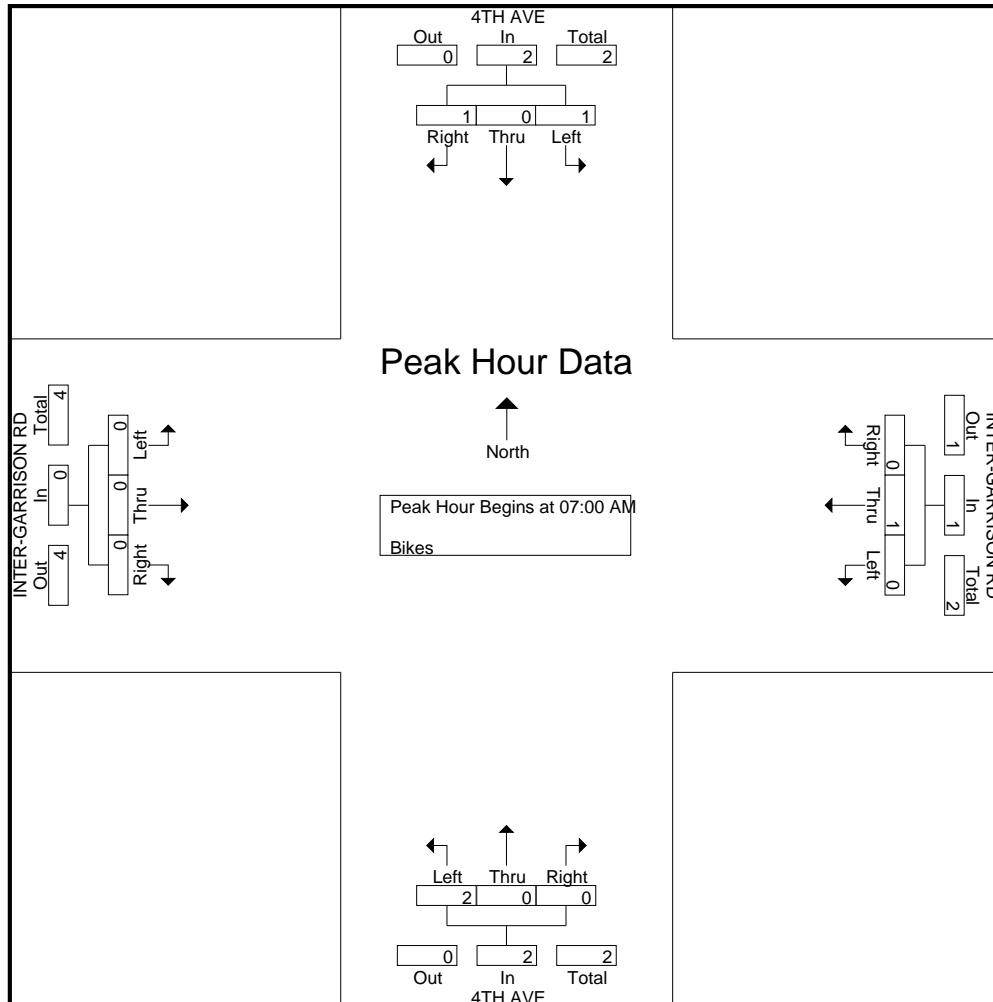 4TH AVE
Out In Total
0 2 2
1 0 1
Right Thru Left
Peak Hour Data
North
Peak Hour Begins at 07:00 AM
Bikes
INTER-GARRISON RD
Out In Total
4 0 4
0 0 0
Right Thru Left
INTER-GARRISON RD
Out In Total
1 1 2
Right Thru Left
0 1 0
Left Thru Right
2 0 0
0 2 2
Out In Total
4TH AVE